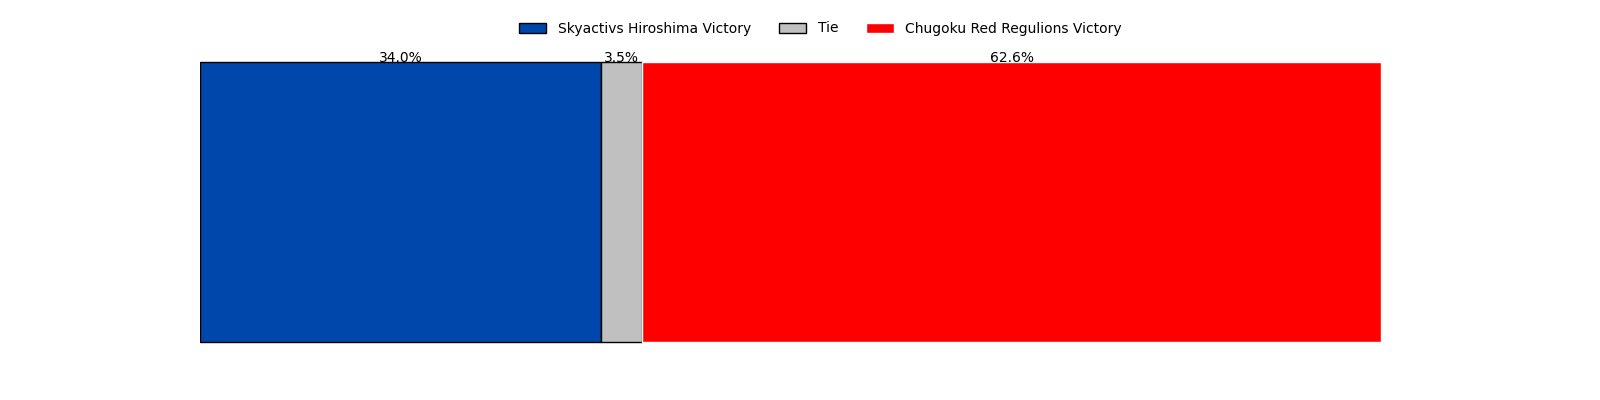 Skyactivs Hiroshima Victory Tie Chugoku Red Regulions Victory
34.0% 3.5% 62.6%